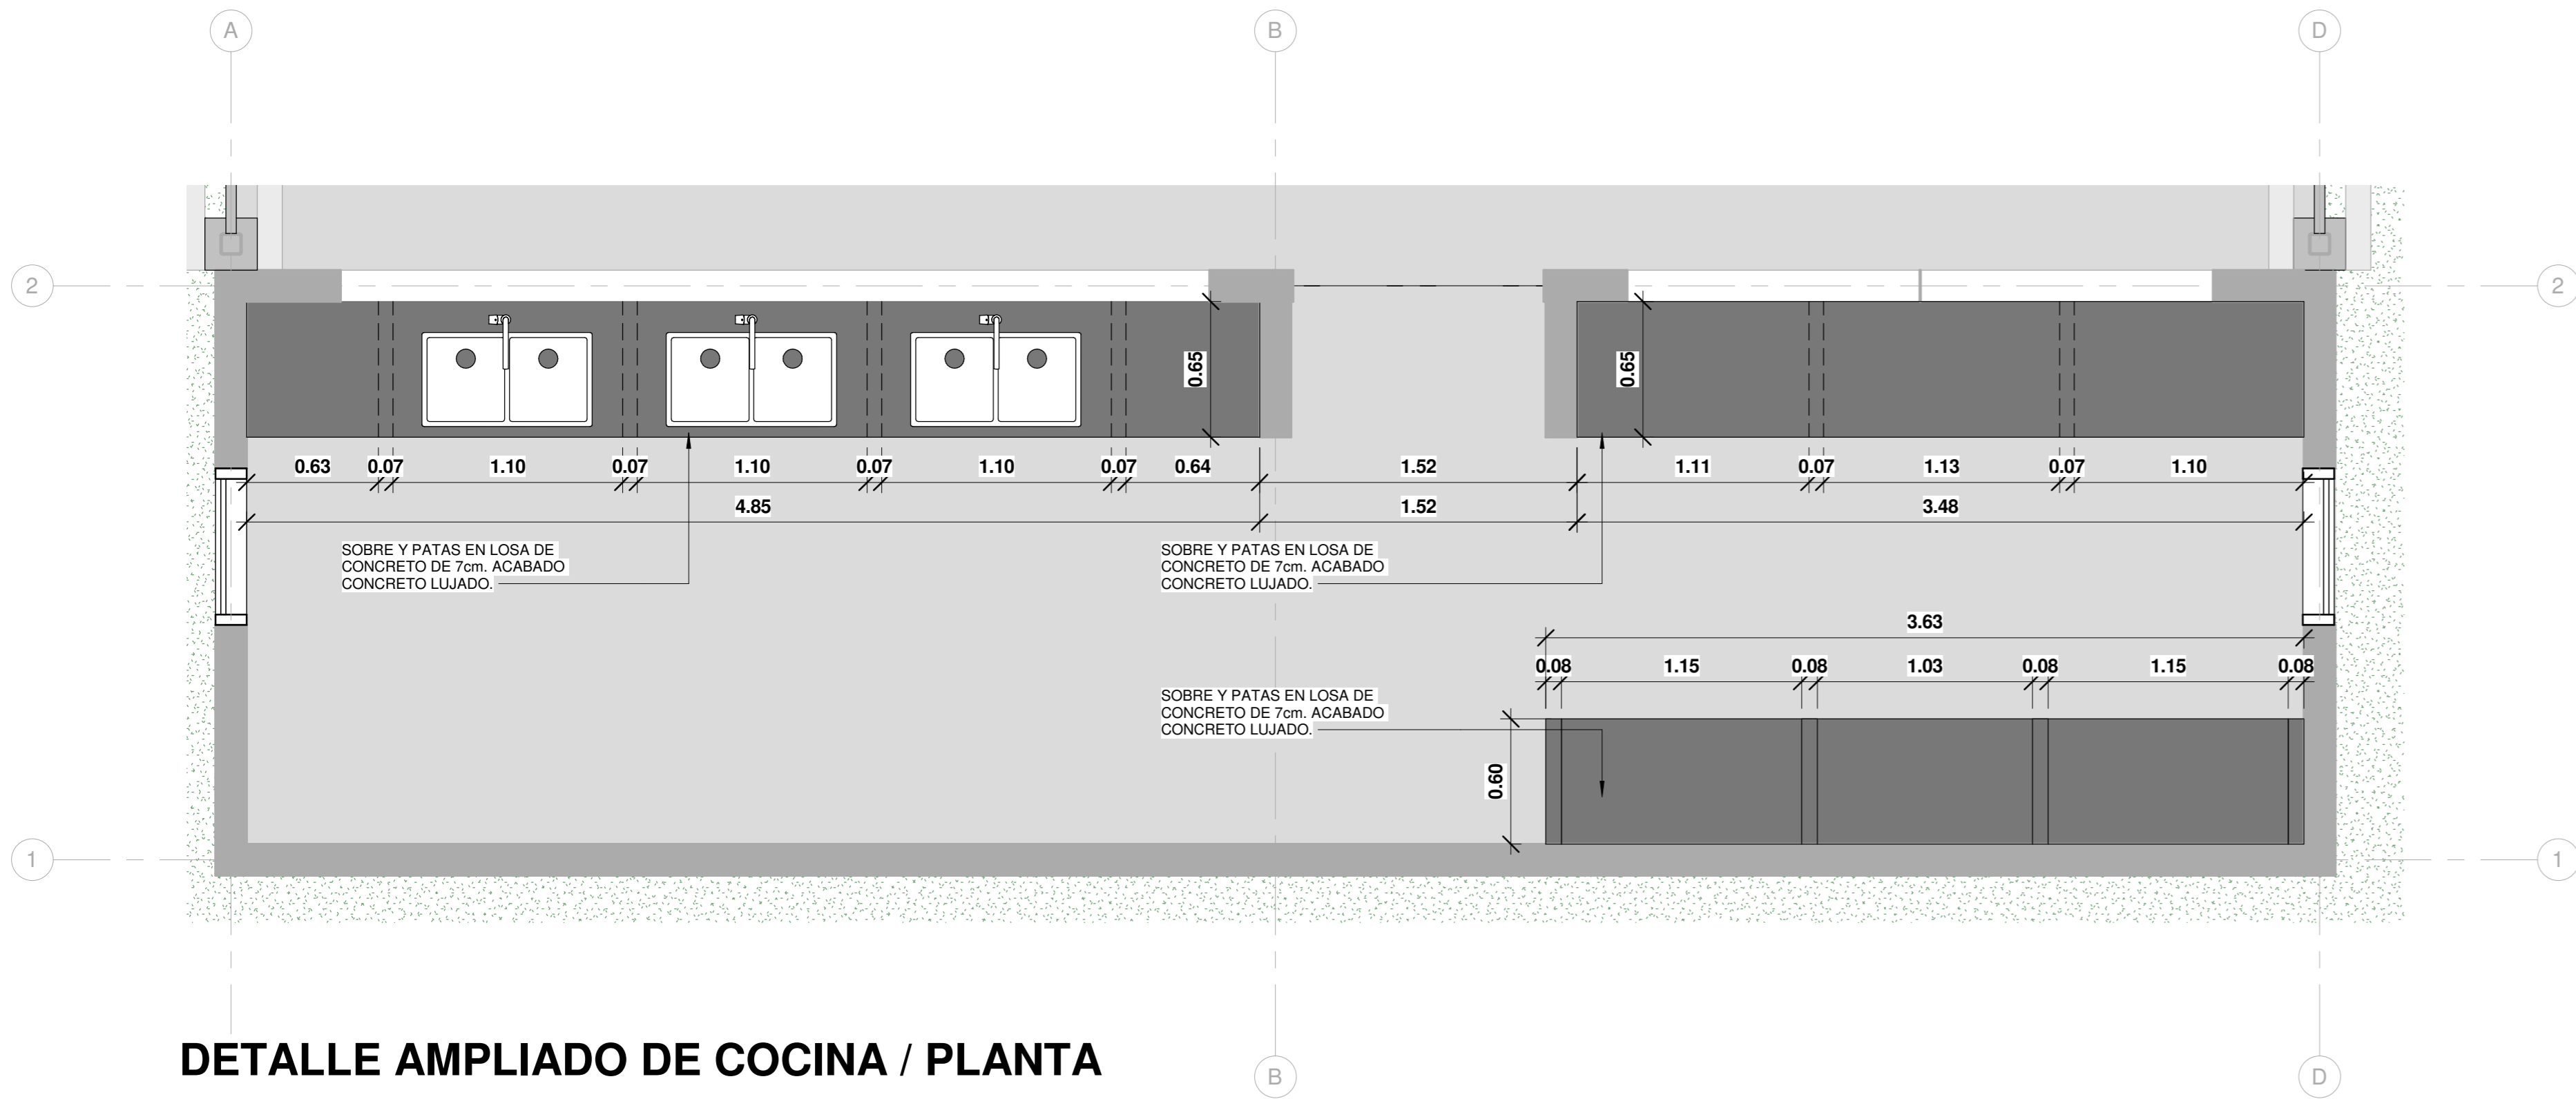 A B D
2 2
0.65 0.65
0.63 0.07 1.10 0.07 1.10 0.07 1.10 0.07 0.64 1.52 1.11 0.07 1.13 0.07 1.10
4.85 1.52 3.48
SOBRE Y PATAS EN LOSA DE
CONCRETO DE 7cm. ACABADO
CONCRETO LUJADO.
SOBRE Y PATAS EN LOSA DE
CONCRETO DE 7cm. ACABADO
CONCRETO LUJADO.
3.63
0.08 1.15 0.08 1.03 0.08 1.15 0.08
SOBRE Y PATAS EN LOSA DE
CONCRETO DE 7cm. ACABADO
CONCRETO LUJADO.
0.60
1 1
DETALLE AMPLIADO DE COCINA / PLANTA
B D